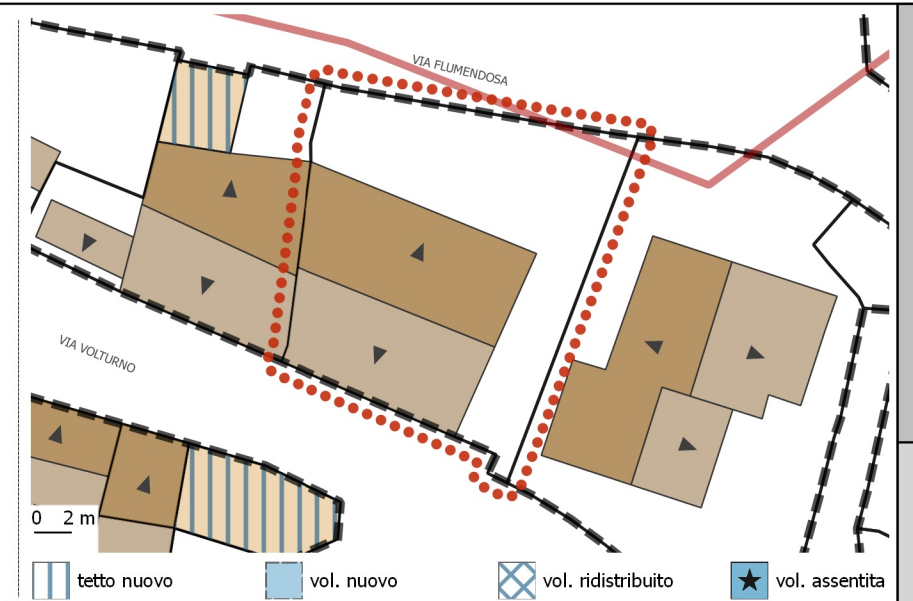 VIA FLUMENDOSA
VIA VOLTURNO
0 2 m
tetto nuovo
vol. nuovo
vol. ridistribuito
vol. assentita